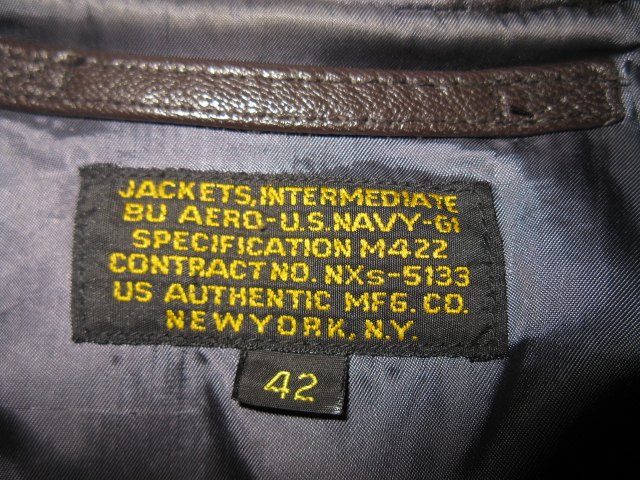 JACKETS, INTERMEDIATE
BU AERO-U.S. NAVY-G1
SPECIFICATION M422
CONTRACT NO. NXs-5133
US AUTHENTIC MFG. CO.
NEW YORK, N.Y.
42